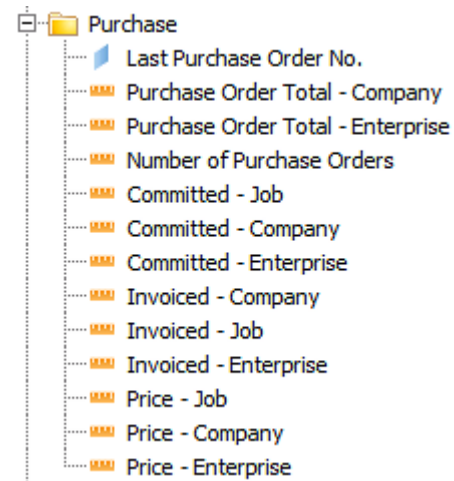 Purchase
Last Purchase Order No.
Purchase Order Total - Company
Purchase Order Total - Enterprise
Number of Purchase Orders
Committed - Job
Committed - Company
Committed - Enterprise
Invoiced - Company
Invoiced - Job
Invoiced - Enterprise
Price - Job
Price - Company
Price - Enterprise